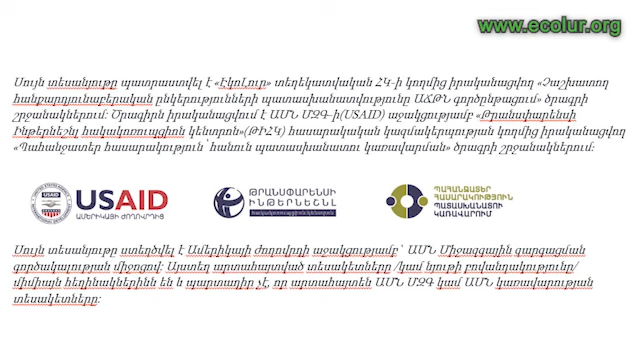 www.ecolur.org
Սույն տեսանյութը պատրաստվել է «ԷկոԼուր» տեղեկատվական ՀԿ-ի կողմից իրականացվող «Չաշխատող
հանքարդյունաբերական ընկերությունների պատասխանատվությունը ԱՃԹՆ գործընթացում» ծրագրի
շրջանակներում: Ծրագիրն իրականացվում է ԱՄՆ ՄԶԳ-ի(USAID) աջակցությամբ «Թրանսփարենսի
Ինթերնեշնլ հակակոռուպցիոն կենտրոն»(ԹԻՀԿ) հասարակական կազմակերպության կողմից իրականացվող
«Պահանջատեր հասարակություն՝ հանուն պատասխանատու կառավարման» ծրագրի շրջանակներում:
USAID
ԱՄԵՐԻԿԱՅԻ ԺՈՂՈՎՐԴԻՑ
ԹՐԱՆՍՓԱՐԵՆՍԻ
ԻՆԹԵՐՆԵՇՆԼ
ՊԱՀԱՆՋԱՏԵՐ
ՀԱՍԱՐԱԿՈՒԹՅՈՒՆ
ՊԱՏԱՍԽԱՆԱՏՈՒ
ԿԱՌԱՎԱՐՈՒՄ
Սույն տեսանյութը ստեղծվել է Ամերիկայի ժողովրդի աջակցությամբ՝ ԱՄՆ Միջազգային զարգացման
գործակալության միջոցով: Այստեղ արտահայտված տեսակետները /կամ նյութի բովանդակությունը/
միմիայն հեղինակներինն են և պարտադիր չէ, որ արտահայտեն ԱՄՆ ՄԶԳ կամ ԱՄՆ կառավարության
տեսակետները: